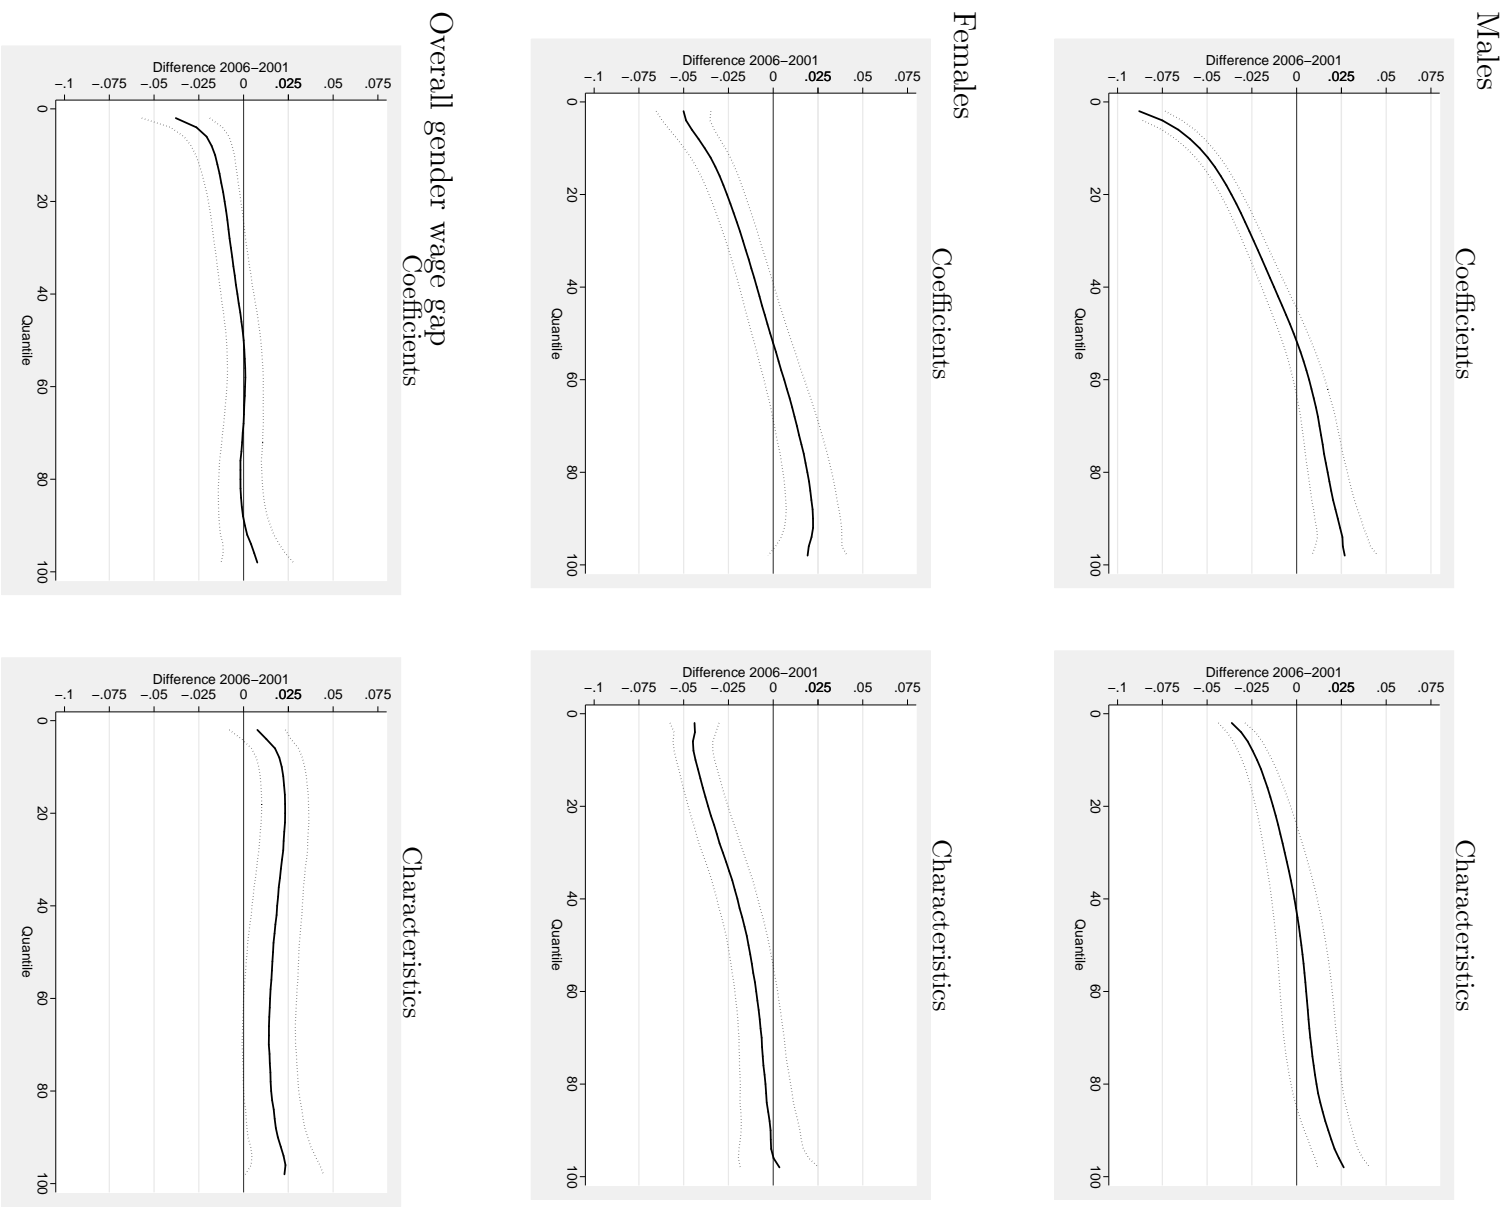 Males
Coefficients
Difference 2006–2001
−.1 −.075 −.05 −.025 0 .025 .05 .075
0 20 40 60 80 100
Quantile
Characteristics
Difference 2006–2001
−.1 −.075 −.05 −.025 0 .025 .05 .075
0 20 40 60 80 100
Quantile
Females
Coefficients
Difference 2006–2001
−.1 −.075 −.05 −.025 0 .025 .05 .075
0 20 40 60 80 100
Quantile
Characteristics
Difference 2006–2001
−.1 −.075 −.05 −.025 0 .025 .05 .075
0 20 40 60 80 100
Quantile
Overall gender wage gap
Coefficients
Difference 2006–2001
−.1 −.075 −.05 −.025 0 .025 .05 .075
0 20 40 60 80 100
Quantile
Characteristics
Difference 2006–2001
−.1 −.075 −.05 −.025 0 .025 .05 .075
0 20 40 60 80 100
Quantile